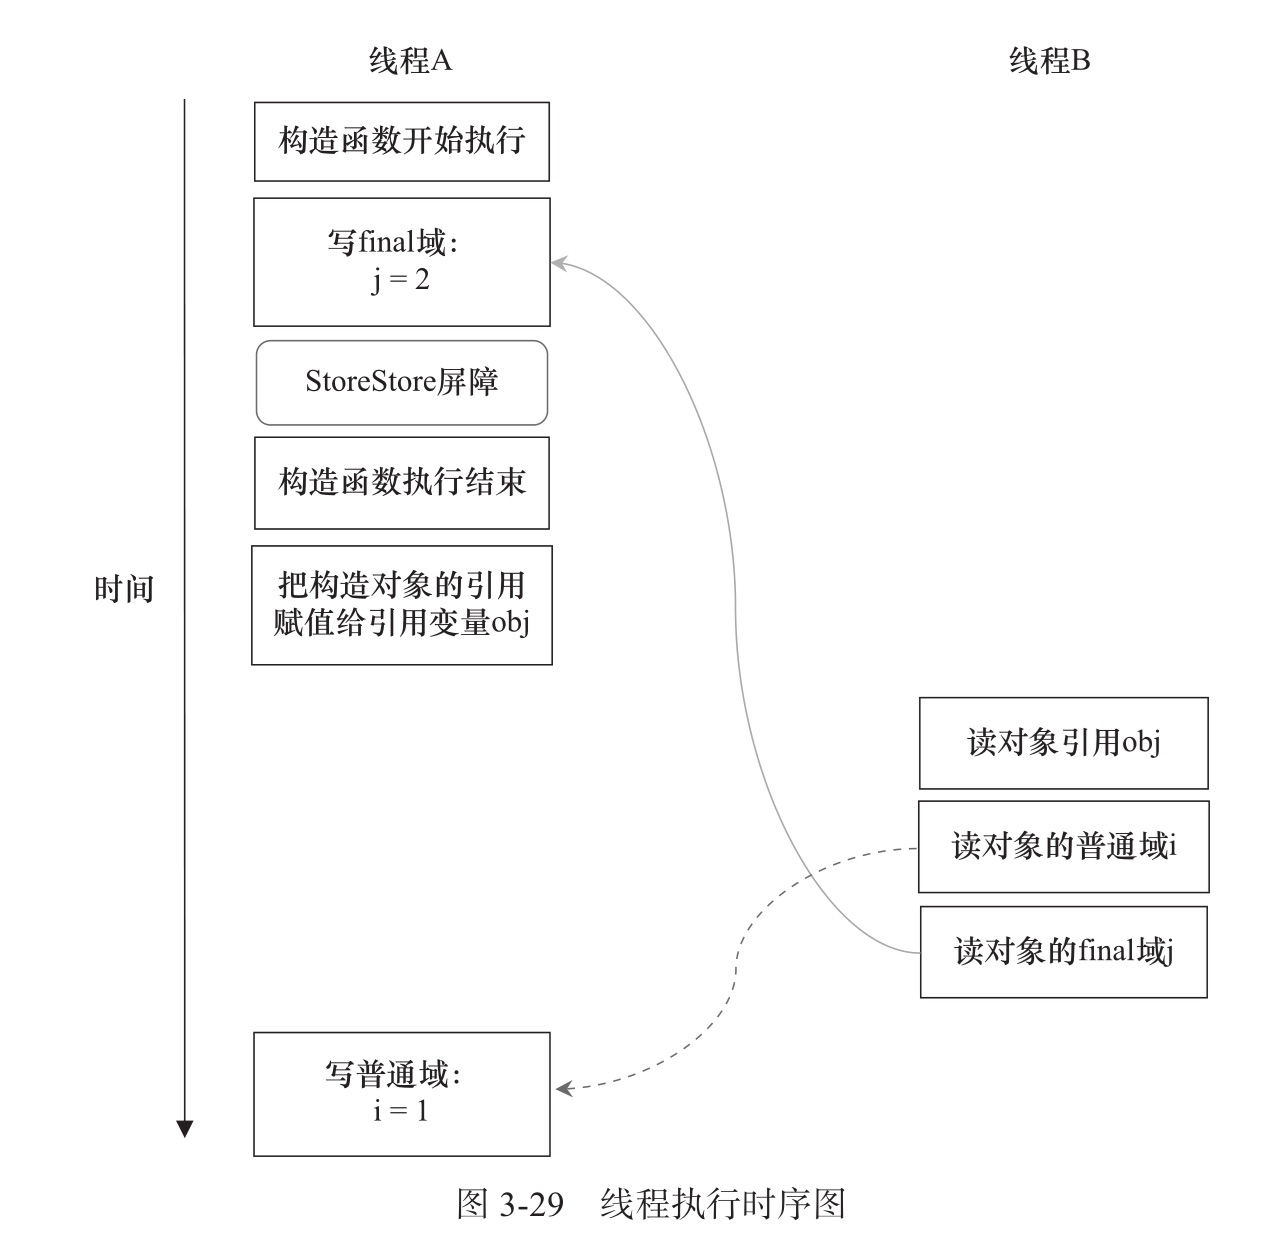 线程A
线程B
构造函数开始执行
写final域：
j = 2
StoreStore屏障
构造函数执行结束
时间
把构造对象的引用
赋值给引用变量obj
读对象引用obj
读对象的普通域i
读对象的final域j
写普通域：
i = 1
图 3-29 线程执行时序图